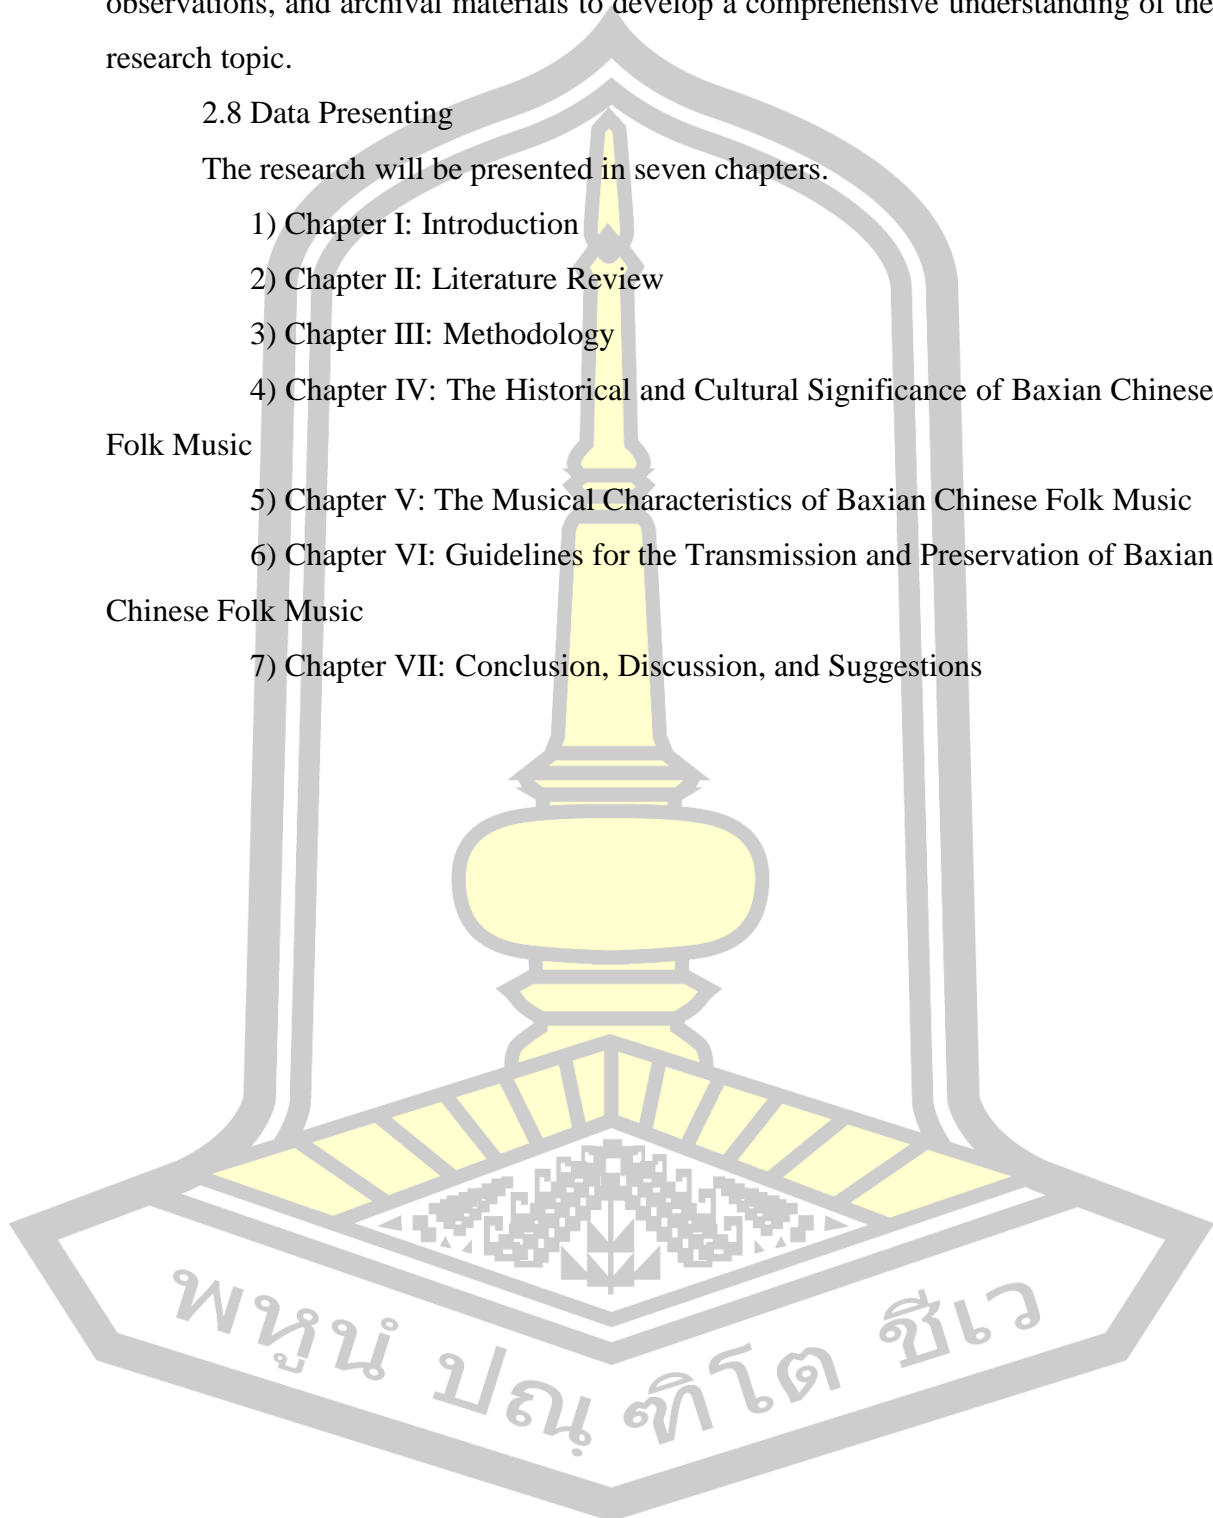 observations, and archival materials to develop a comprehensive understanding of the
research topic.
2.8 Data Presenting
The research will be presented in seven chapters.
1) Chapter I: Introduction
2) Chapter II: Literature Review
3) Chapter III: Methodology
4) Chapter IV: The Historical and Cultural Significance of Baxian Chinese
Folk Music
5) Chapter V: The Musical Characteristics of Baxian Chinese Folk Music
6) Chapter VI: Guidelines for the Transmission and Preservation of Baxian
Chinese Folk Music
7) Chapter VII: Conclusion, Discussion, and Suggestions
พหูนํ ปณฺฑิโต ชีเว